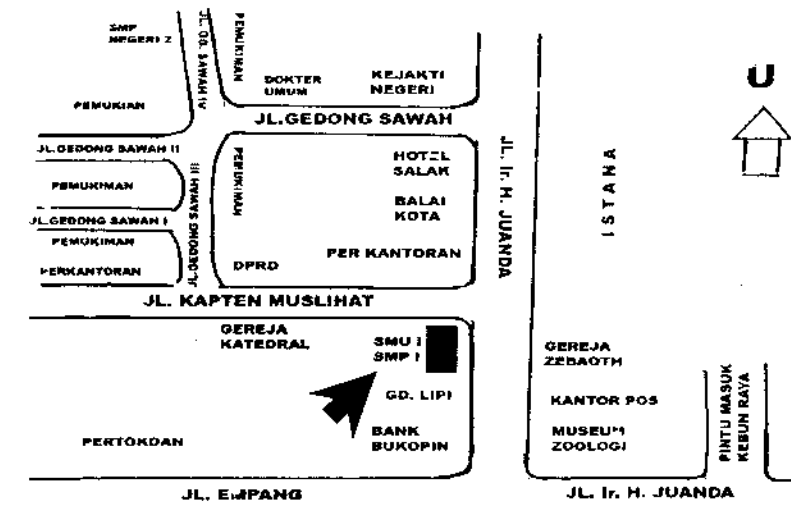 SMP
NEGERI 2
JL. GD. SAWAH IV
PEMUKIMAN
DOKTER
UMUM
KEJAKTI
NEGERI
U
PEMUKIAN
JL.GEDONG SAWAH
JL.GEDONG SAWAH II
PEMUKIMAN
HOTEL
SALAK
JL. Ir. H. JUANDA
ISTANA
PEMUKIMAN
JL.GEDONG SAWAH III
BALAI
KOTA
JL.GEDONG SAWAH I
PEMUKIMAN
PER KANTORAN
PERKANTORAN
DPRD
JL. KAPTEN MUSLIHAT
GEREJA
KATEDRAL
SMU I
SMP I
GEREJA
ZEBAOTH
GD. LIPI
KANTOR POS
PINTU MASUK
KEBUN RAYA
PERTOKOAN
BANK
BUKOPIN
MUSEUM
ZOOLOGI
JL. EMPANG
JL. Ir. H. JUANDA